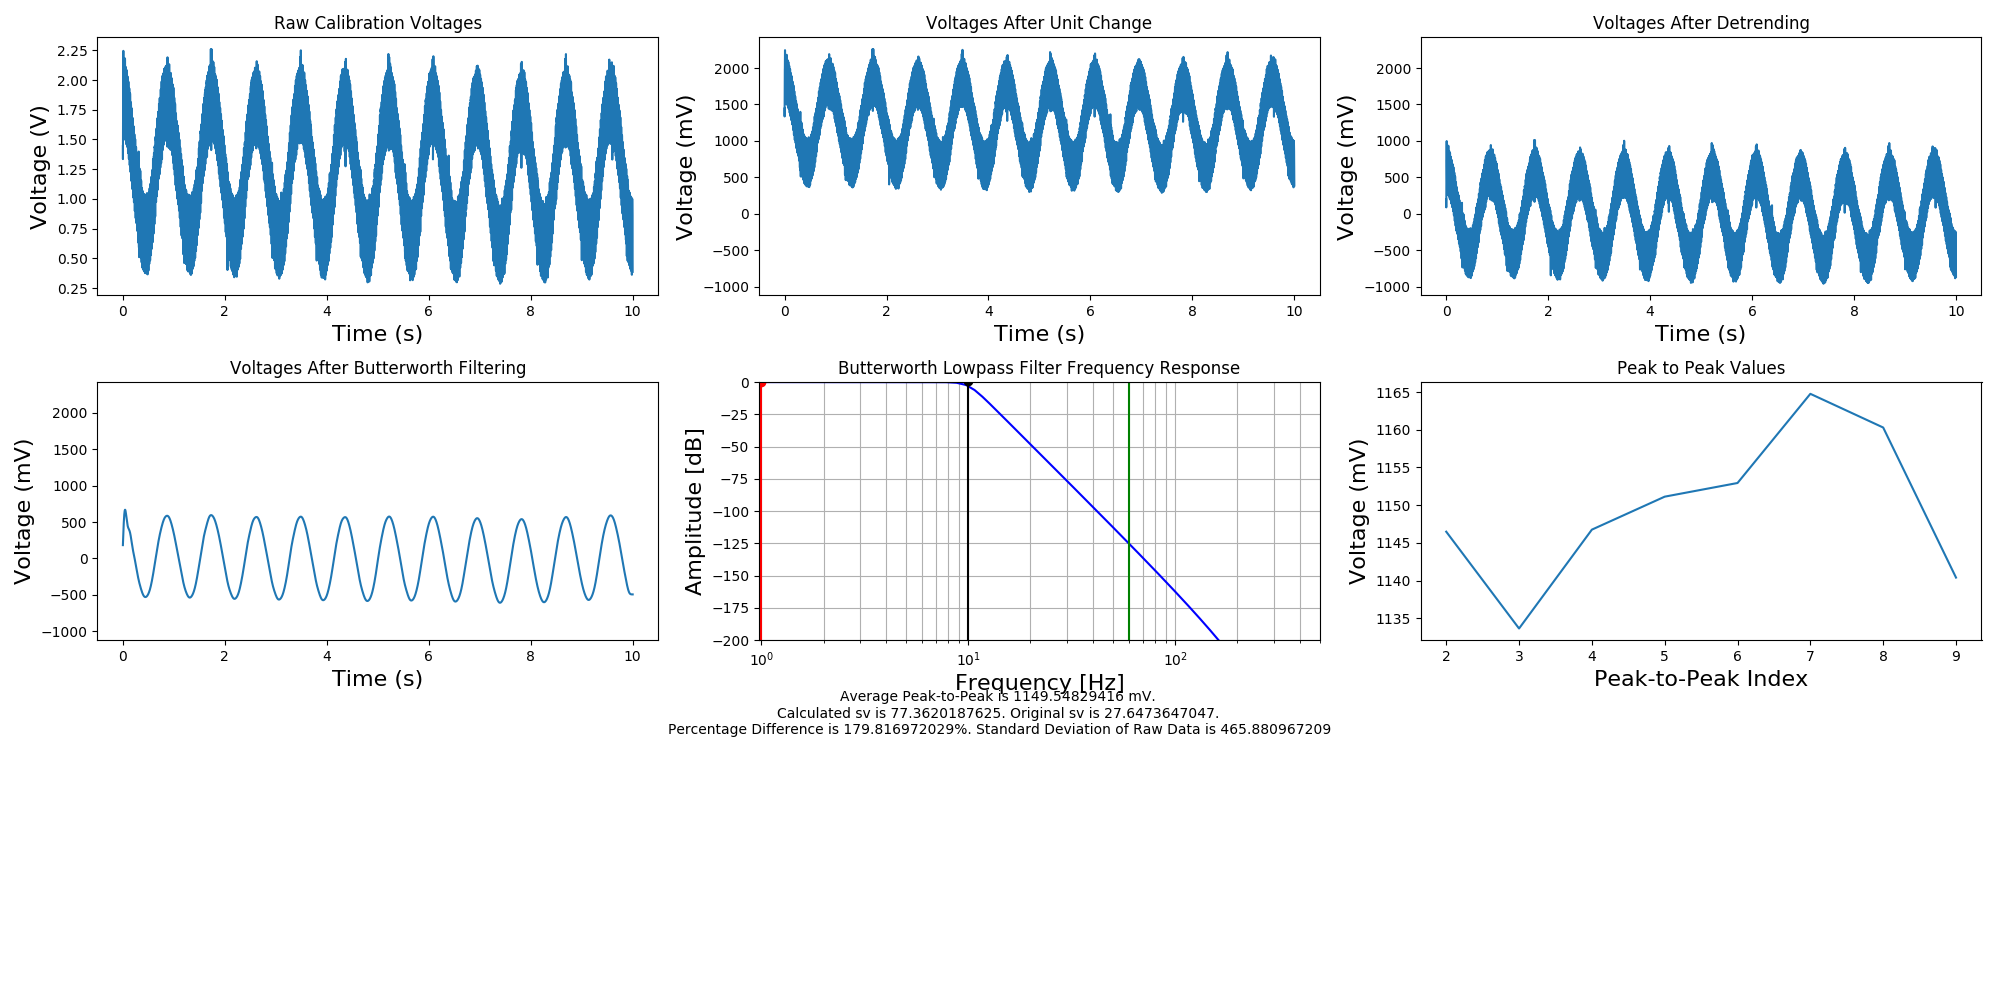 Raw Calibration Voltages
Voltage (V)
2.25
2.00
1.75
1.50
1.25
1.00
0.75
0.50
0.25
0 2 4 6 8 10
Time (s)
Voltages After Unit Change
Voltage (mV)
2000
1500
1000
500
0
−500
−1000
0 2 4 6 8 10
Time (s)
Voltages After Detrending
Voltage (mV)
2000
1500
1000
500
0
−500
−1000
0 2 4 6 8 10
Time (s)
Voltages After Butterworth Filtering
Voltage (mV)
2000
1500
1000
500
0
−500
−1000
0 2 4 6 8 10
Time (s)
Butterworth Lowpass Filter Frequency Response
Amplitude [dB]
0
−25
−50
−75
−100
−125
−150
−175
−200
10⁰ 10¹ 10²
Frequency [Hz]
Peak to Peak Values
Voltage (mV)
1165
1160
1155
1150
1145
1140
1135
2 3 4 5 6 7 8 9
Peak-to-Peak Index
Average Peak-to-Peak is 1149.54829416 mV.
Calculated sv is 77.3620187625. Original sv is 27.6473647047.
Percentage Difference is 179.816972029%. Standard Deviation of Raw Data is 465.880967209